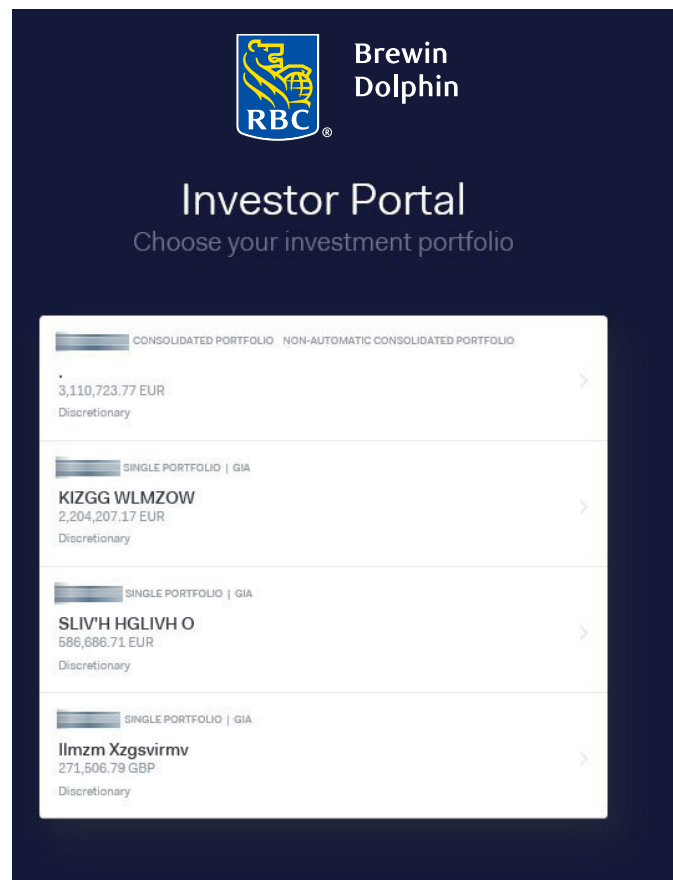 Brewin
Dolphin
RBC ®
Investor Portal
Choose your investment portfolio
CONSOLIDATED PORTFOLIO NON-AUTOMATIC CONSOLIDATED PORTFOLIO
.
3,110,723.77 EUR
Discretionary
SINGLE PORTFOLIO | GIA
KIZGG WLMZOW
2,204,207.17 EUR
Discretionary
SINGLE PORTFOLIO | GIA
SLIV'H HGLIVH O
586,686.71 EUR
Discretionary
SINGLE PORTFOLIO | GIA
Ilmzm Xzgsvirmv
271,506.79 GBP
Discretionary